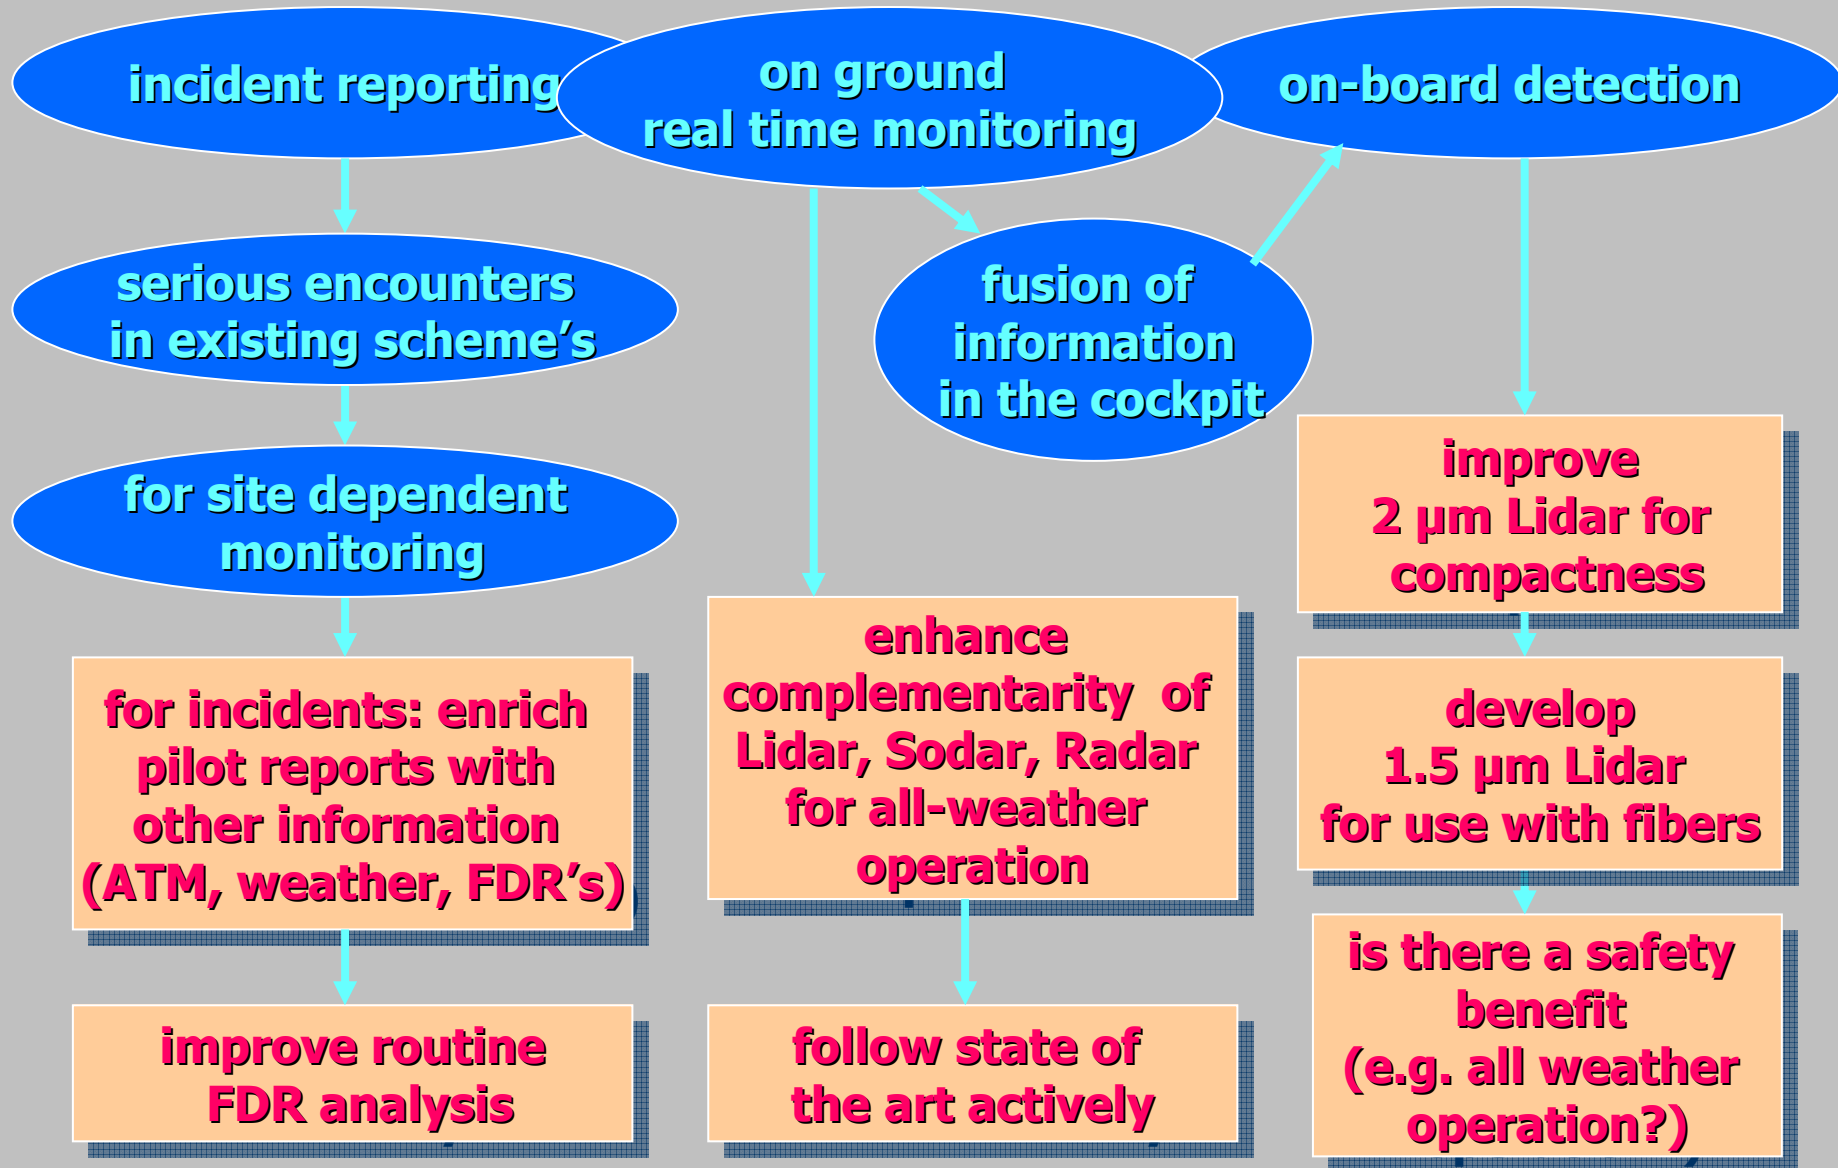 incident reporting
on ground
real time monitoring
on-board detection
serious encounters
in existing scheme's
for site dependent
monitoring
fusion of
information
in the cockpit
for incidents: enrich
pilot reports with
other information
(ATM, weather, FDR's)
improve routine
FDR analysis
enhance
complementarity of
Lidar, Sodar, Radar
for all-weather
operation
follow state of
the art actively
improve
2 µm Lidar for
compactness
develop
1.5 µm Lidar
for use with fibers
is there a safety
benefit
(e.g. all weather
operation?)